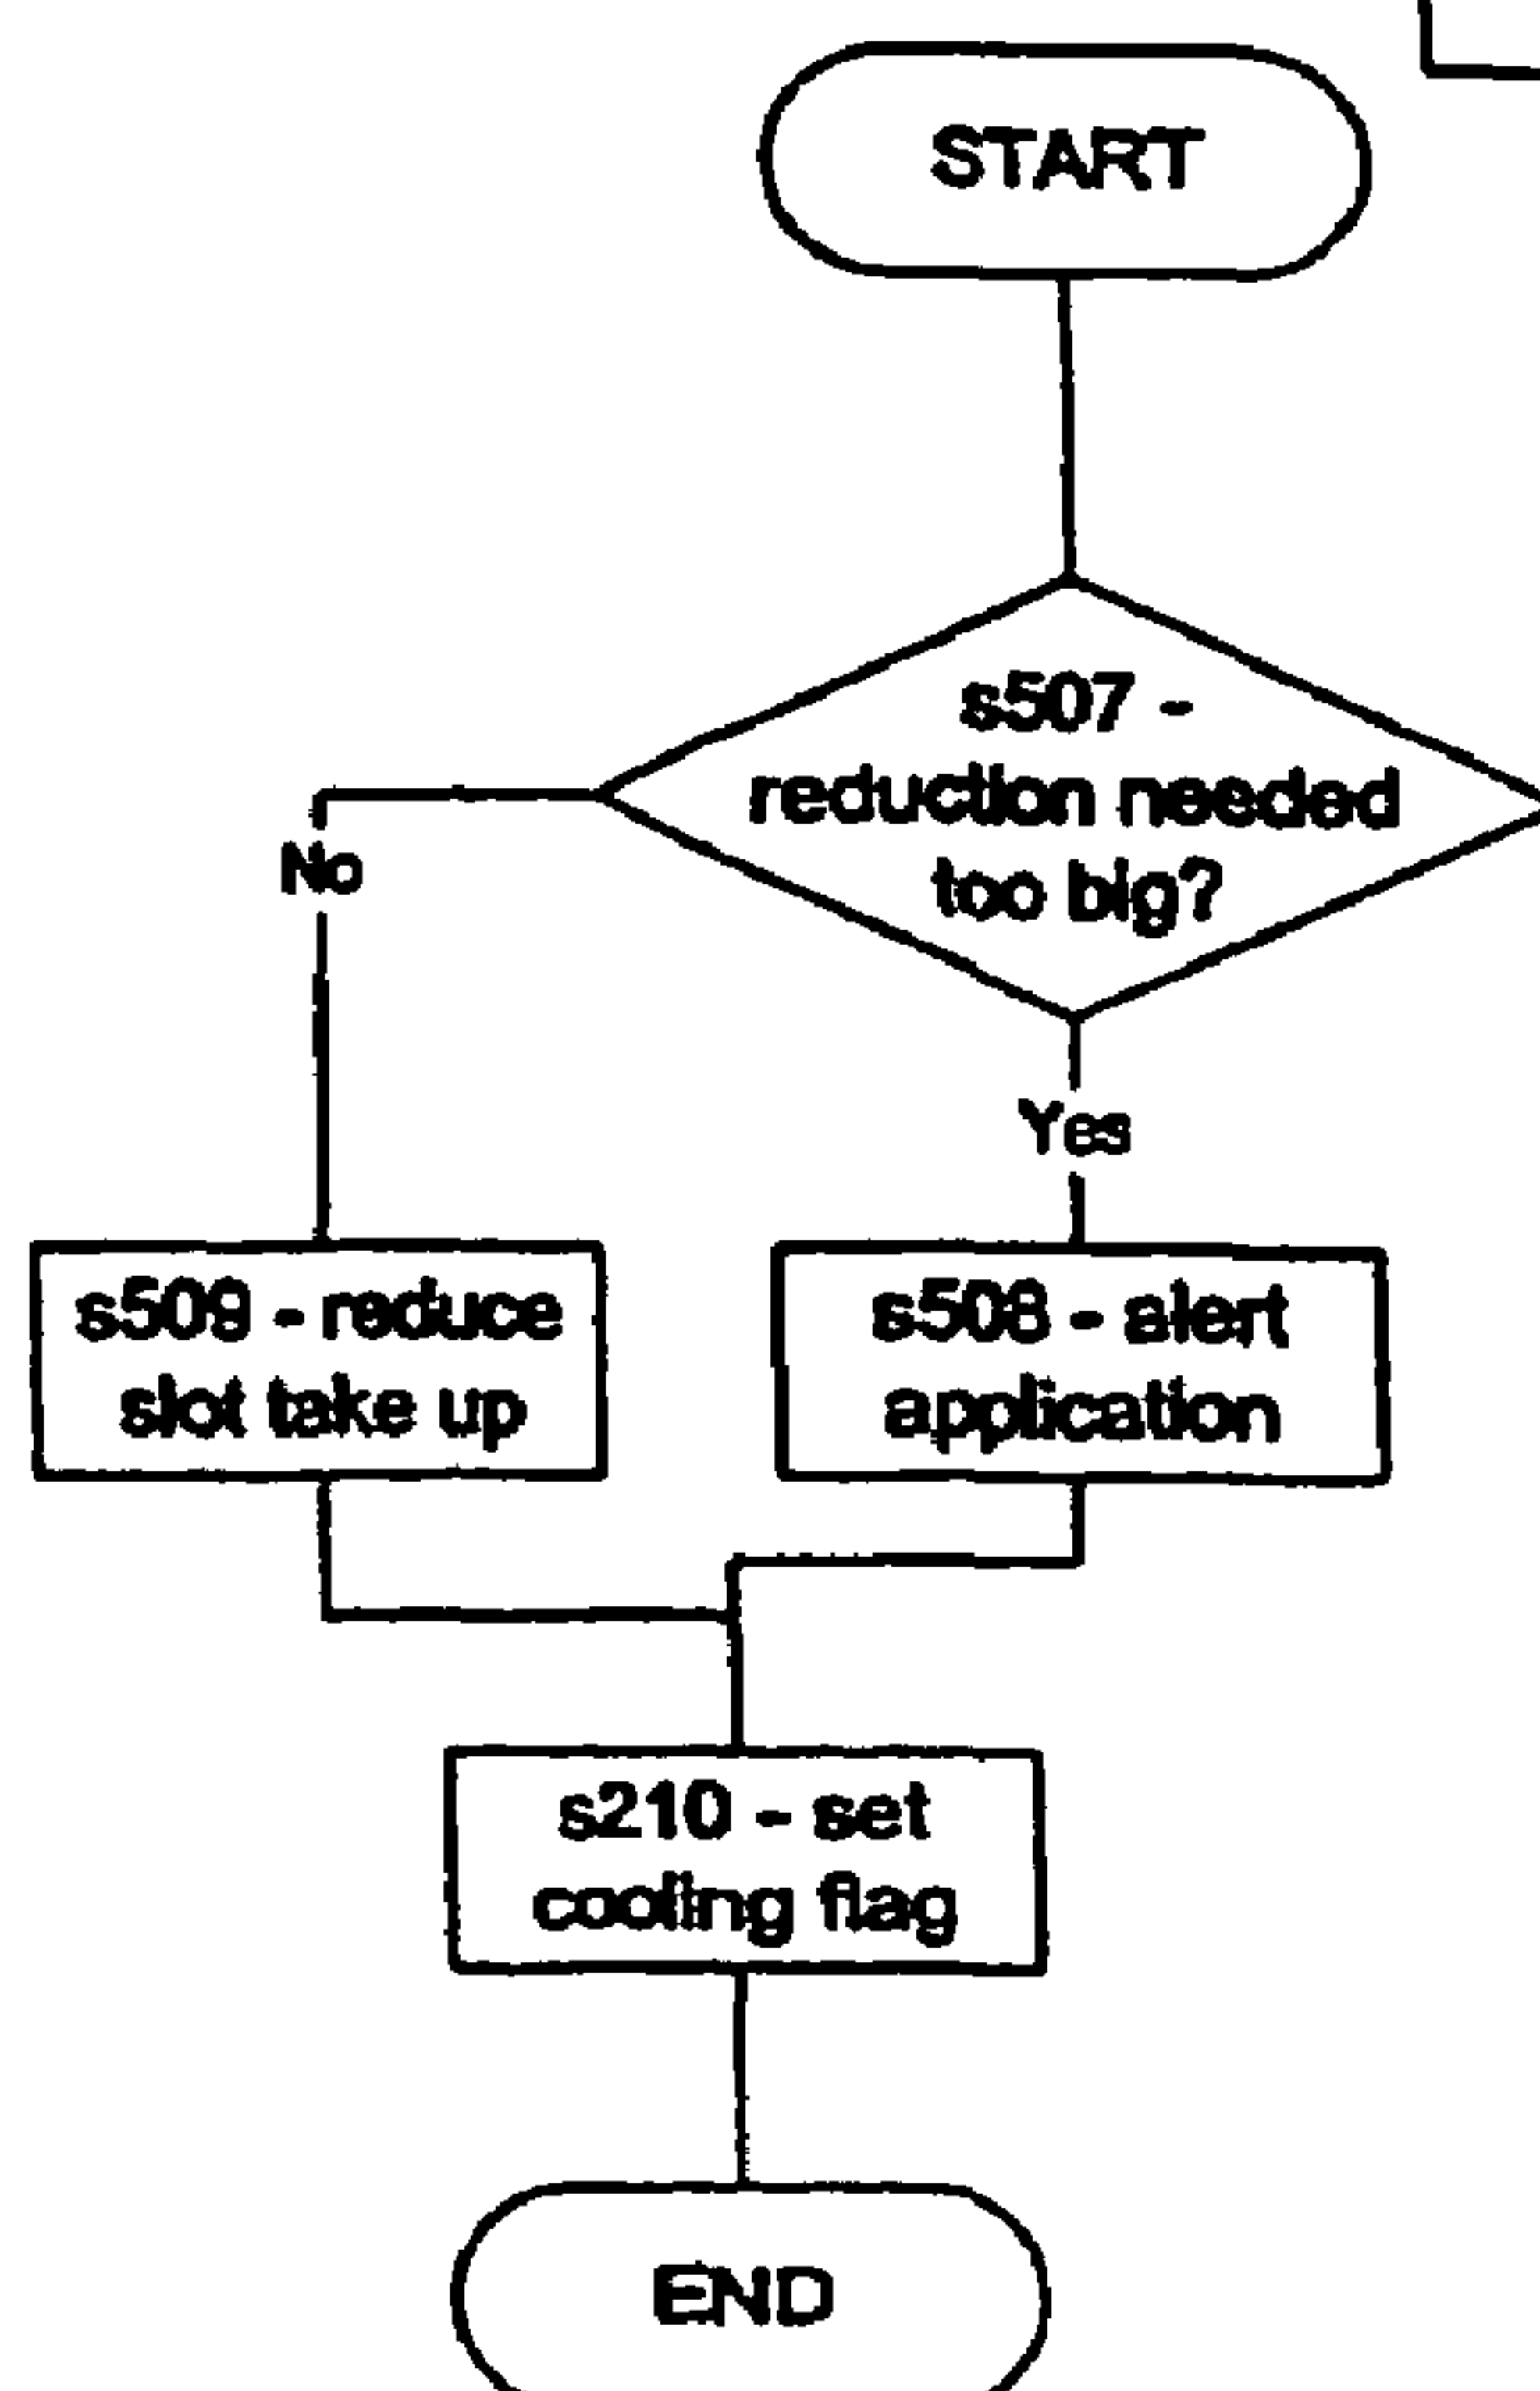 START
s507 -
reduction needed
too big?
No
Yes
s509 - reduce
slot take up
s508 - alert
application
s210 - set
cooling flag
END